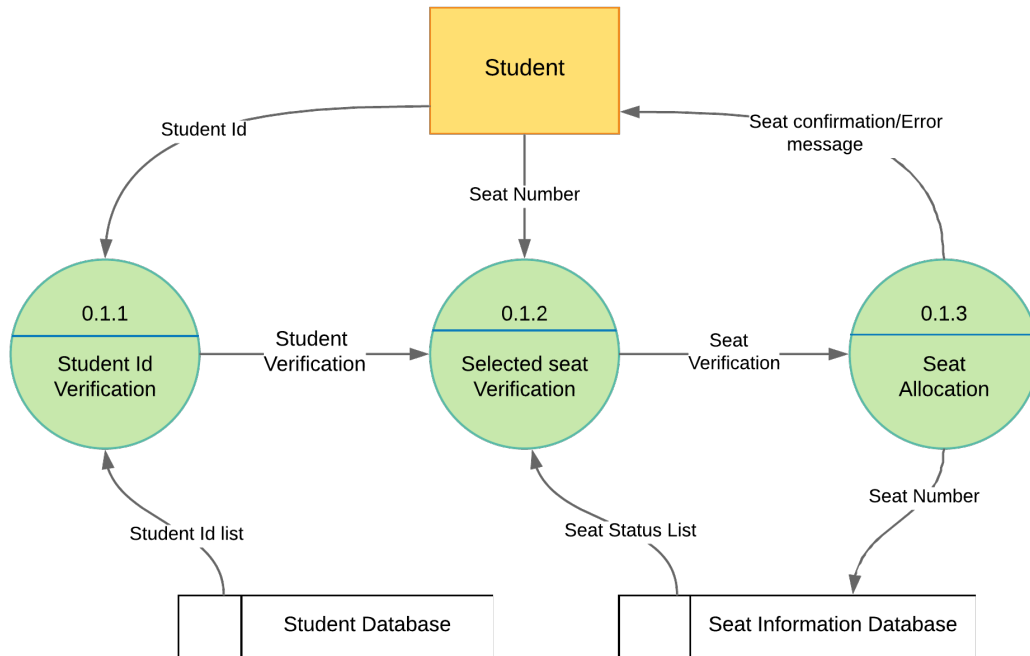 Student
Student Id
Seat confirmation/Error
message
Seat Number
0.1.1
Student Id
Verification
Student
Verification
0.1.2
Selected seat
Verification
Seat
Verification
0.1.3
Seat
Allocation
Student Id list
Seat Status List
Seat Number
Student Database
Seat Information Database